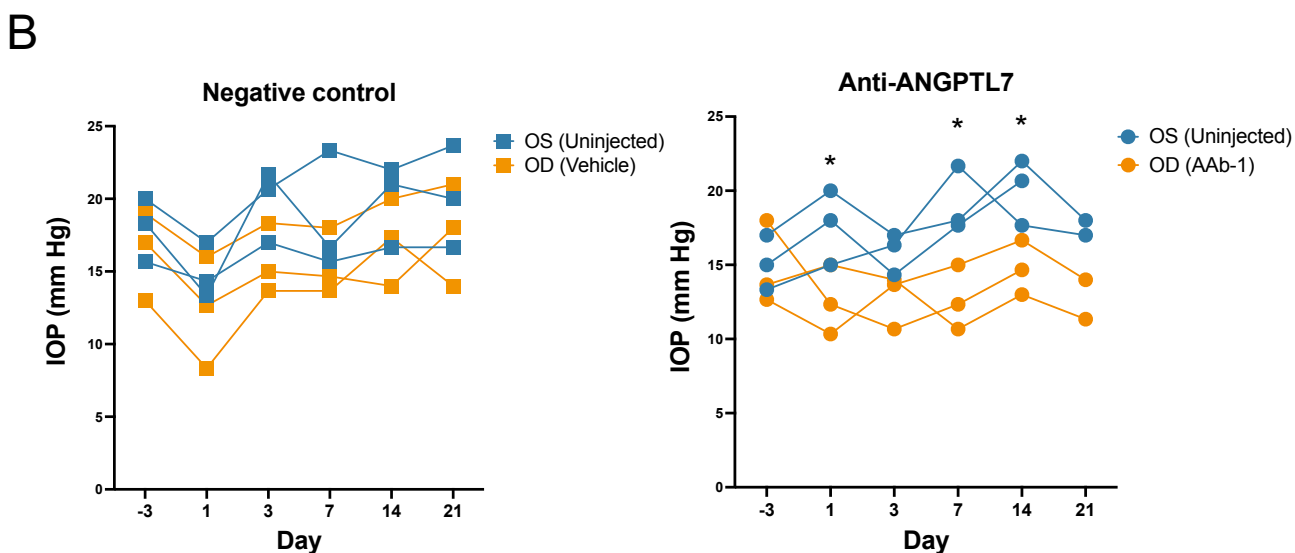 B
Negative control
IOP (mm Hg)
25
20
15
10
5
0
-3 1 3 7 14 21
Day
OS (Uninjected)
OD (Vehicle)
Anti-ANGPTL7
IOP (mm Hg)
25
20
15
10
5
0
* * *
-3 1 3 7 14 21
Day
OS (Uninjected)
OD (AAb-1)